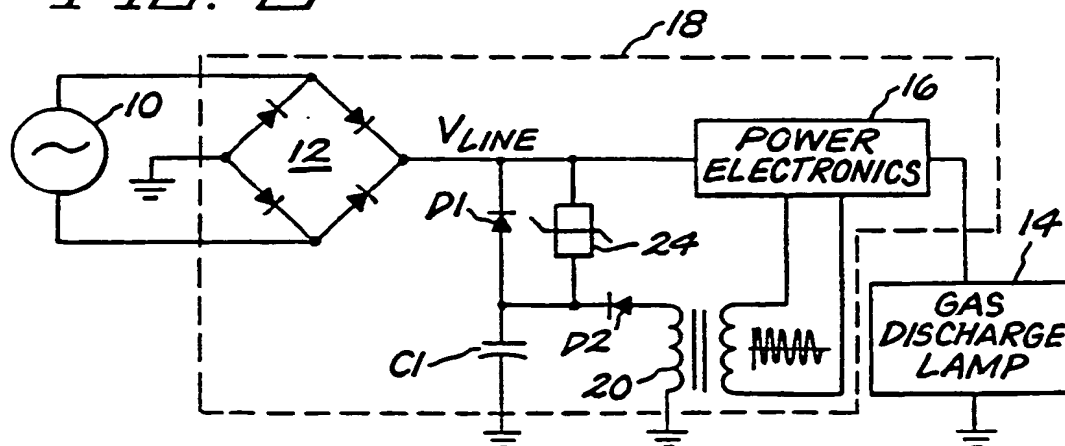 18
10
16
12
VLINE
POWER
ELECTRONICS
D1
24
14
GAS
DISCHARGE
LAMP
D2
C1
20